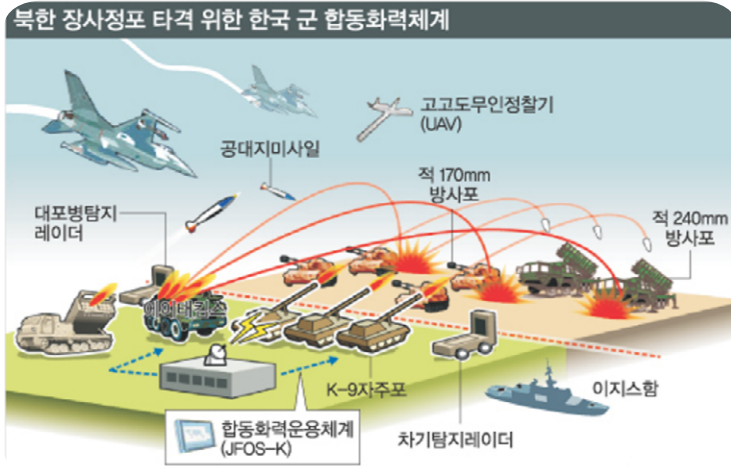 북한 장사정포 타격 위한 한국 군 합동화력체계
고고도무인정찰기
(UAV)
공대지미사일
적 170mm
방사포
대포병탐지
레이더
적 240mm
방사포
K-9자주포
이지스함
합동화력운용체계
(JFOS-K)
차기탐지레이더